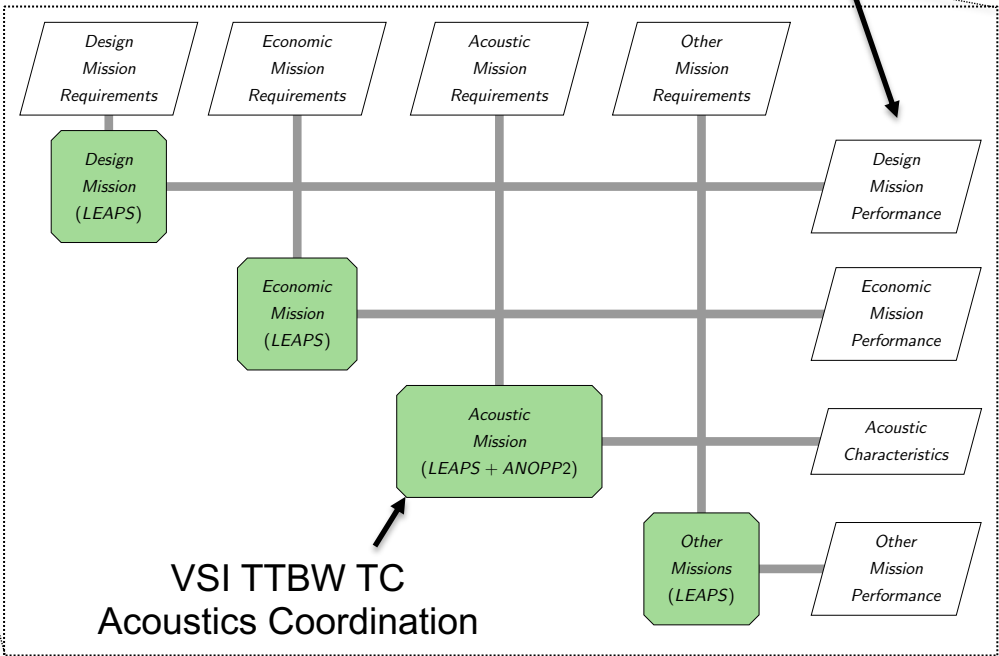 Design
Mission
Requirements
Economic
Mission
Requirements
Acoustic
Mission
Requirements
Other
Mission
Requirements
Design
Mission
(LEAPS)
Design
Mission
Performance
Economic
Mission
(LEAPS)
Economic
Mission
Performance
Acoustic
Mission
(LEAPS + ANOPP2)
Acoustic
Characteristics
Other
Missions
(LEAPS)
Other
Mission
Performance
VSI TTBW TC
Acoustics Coordination